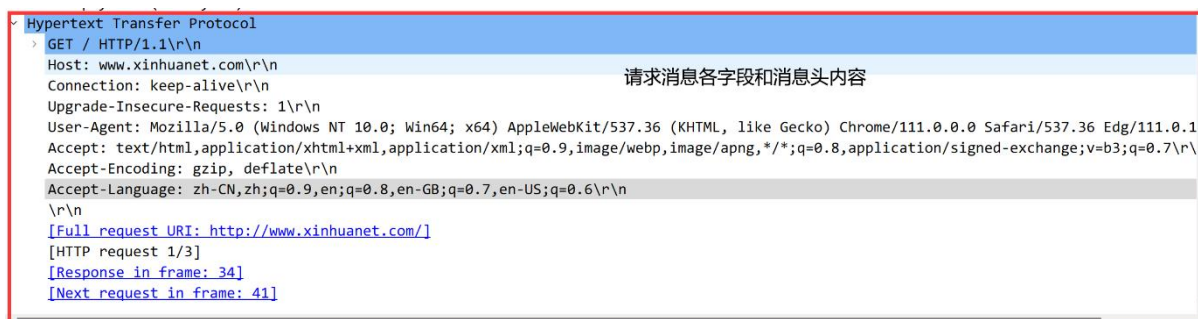 Hypertext Transfer Protocol
GET / HTTP/1.1\r\n
Host: www.xinhuanet.com\r\n
请求消息各字段和消息头内容
Connection: keep-alive\r\n
Upgrade-Insecure-Requests: 1\r\n
User-Agent: Mozilla/5.0 (Windows NT 10.0; Win64; x64) AppleWebKit/537.36 (KHTML, like Gecko) Chrome/111.0.0.0 Safari/537.36 Edg/111.0.1
Accept: text/html,application/xhtml+xml,application/xml;q=0.9,image/webp,image/apng,*/*;q=0.8,application/signed-exchange;v=b3;q=0.7\r\
Accept-Encoding: gzip, deflate\r\n
Accept-Language: zh-CN,zh;q=0.9,en;q=0.8,en-GB;q=0.7,en-US;q=0.6\r\n
\r\n
[Full request URI: http://www.xinhuanet.com/]
[HTTP request 1/3]
[Response in frame: 34]
[Next request in frame: 41]